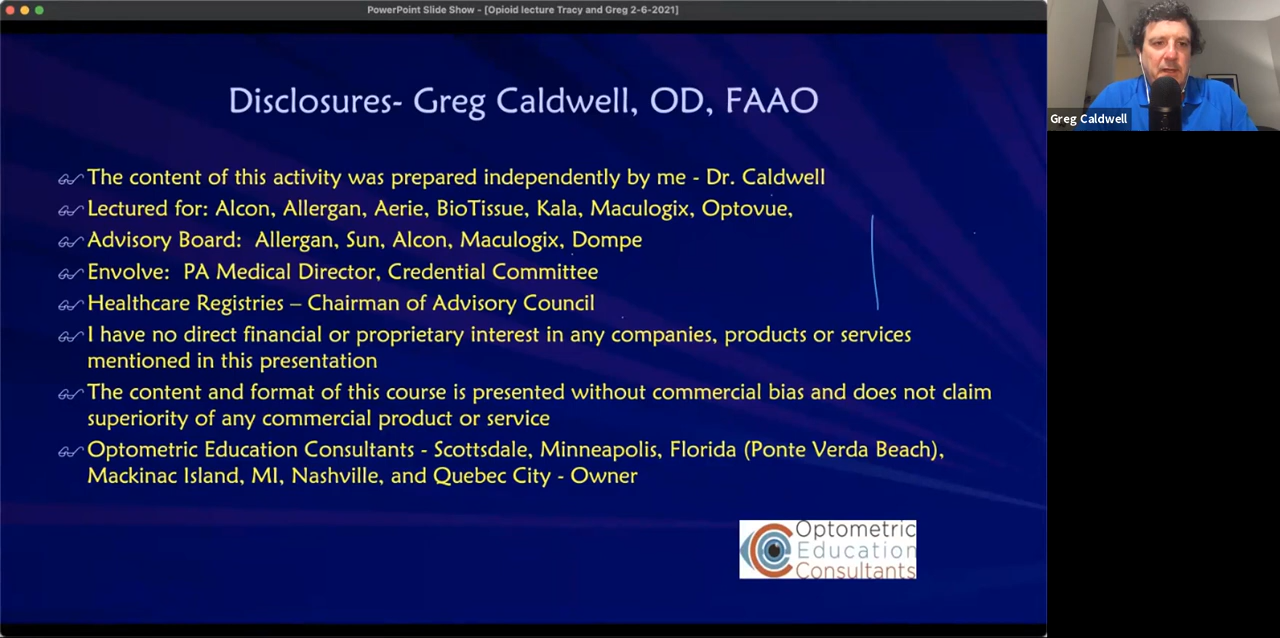 PowerPoint Slide Show - [Opioid lecture Tracy and Greg 2-6-2021]
Disclosures- Greg Caldwell, OD, FAAO
The content of this activity was prepared independently by me - Dr. Caldwell
Lectured for: Alcon, Allergan, Aerie, BioTissue, Kala, Maculogix, Optovue,
Advisory Board: Allergan, Sun, Alcon, Maculogix, Dompe
Envolve: PA Medical Director, Credential Committee
Healthcare Registries – Chairman of Advisory Council
I have no direct financial or proprietary interest in any companies, products or services
mentioned in this presentation
The content and format of this course is presented without commercial bias and does not claim
superiority of any commercial product or service
Optometric Education Consultants - Scottsdale, Minneapolis, Florida (Ponte Verda Beach),
Mackinac Island, MI, Nashville, and Quebec City - Owner
Optometric
Education
Consultants
Greg Caldwell